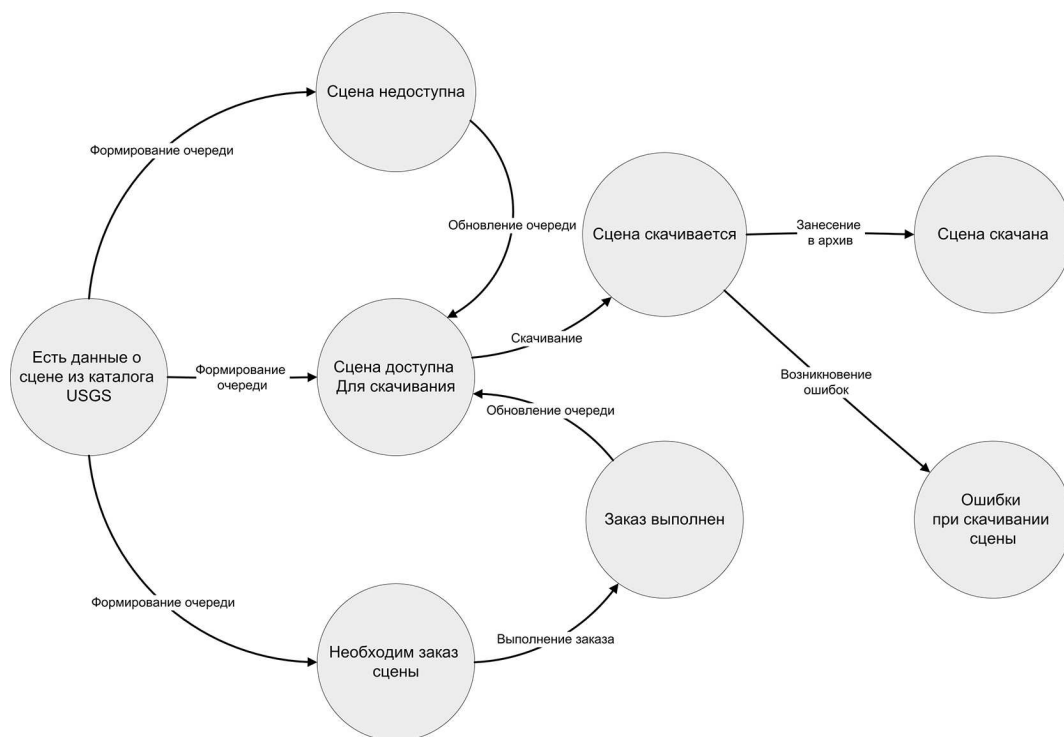 Сцена недоступна
Формирование очереди
Обновление очереди
Сцена скачивается
Занесение
в архив
Сцена скачана
Есть данные о
сцене из каталога
USGS
Формирование
очереди
Сцена доступна
Для скачивания
Скачивание
Возникновение
ошибок
Обновление очереди
Заказ выполнен
Ошибки
при скачивании
сцены
Формирование очереди
Необходим заказ
сцены
Выполнение заказа